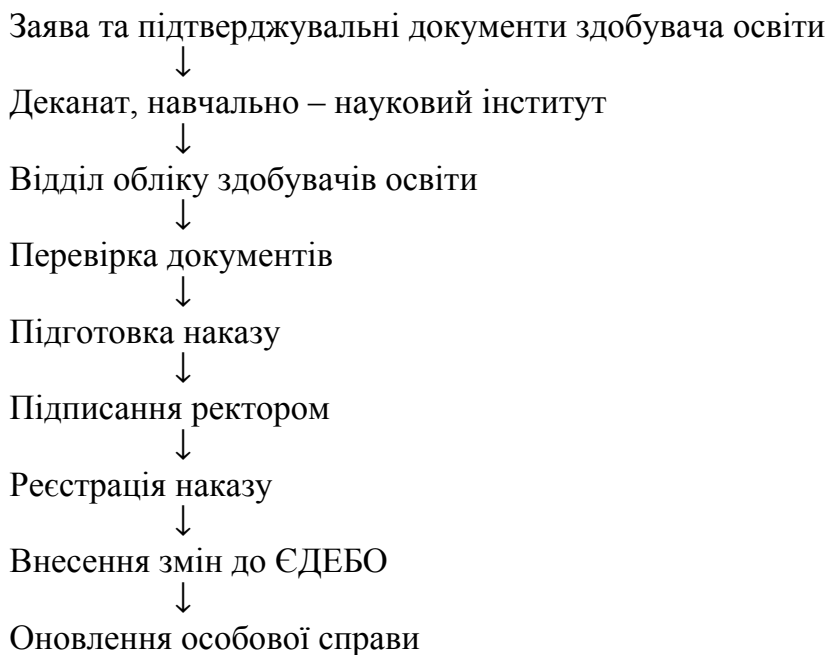 Заява та підтверджувальні документи здобувача освіти
↓
Деканат, навчально – науковий інститут
↓
Відділ обліку здобувачів освіти
↓
Перевірка документів
↓
Підготовка наказу
↓
Підписання ректором
↓
Реєстрація наказу
↓
Внесення змін до ЄДЕБО
↓
Оновлення особової справи